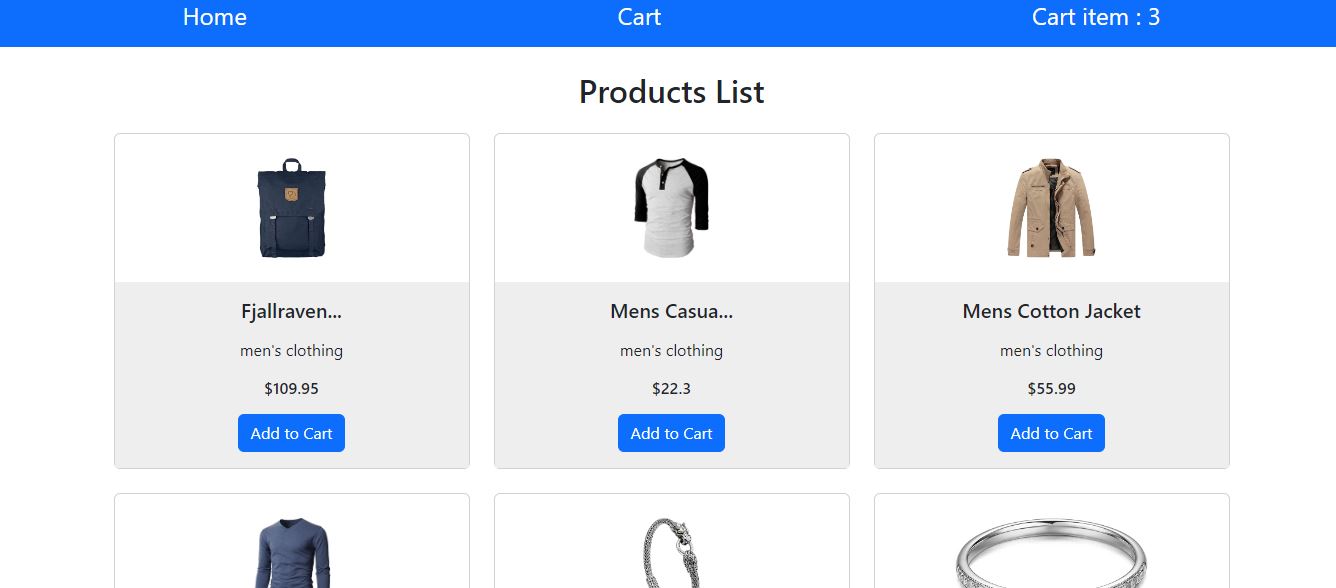 Home Cart Cart item : 3
Products List
Fjallraven... Mens Casua... Mens Cotton Jacket
men's clothing men's clothing men's clothing
$109.95 $22.3 $55.99
Add to Cart Add to Cart Add to Cart